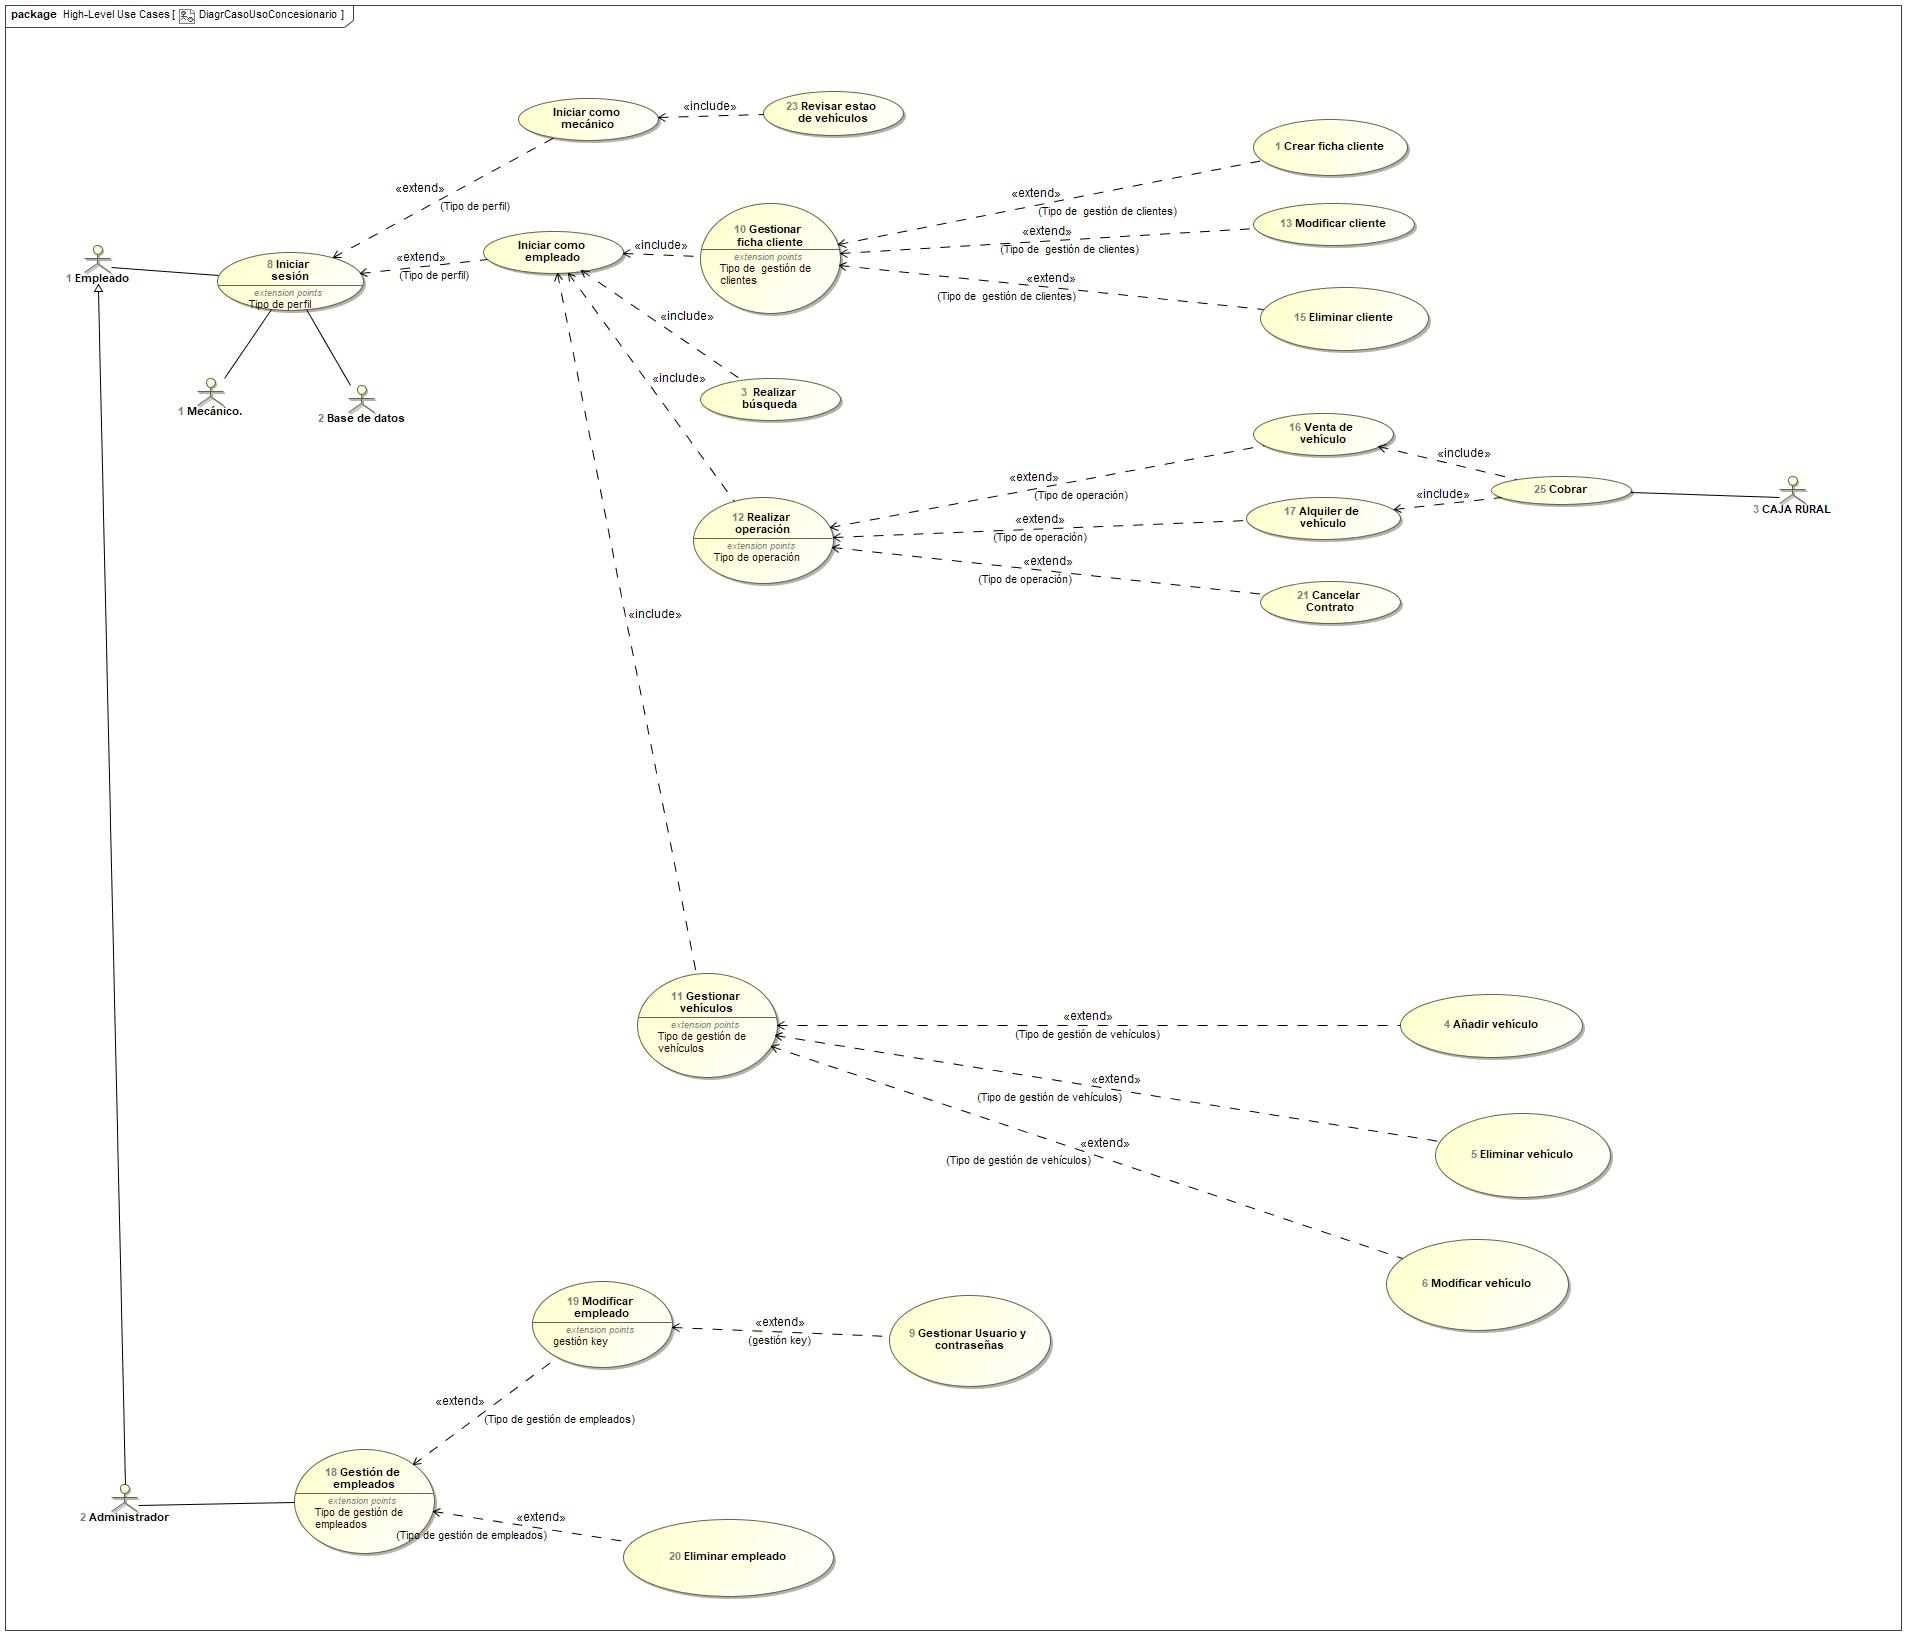 package High-Level Use Cases [ DiagrCasoUsoConcesionario ]
Iniciar como
mecánico
«include»
23 Revisar estao
de vehículos
1 Crear ficha cliente
«extend»
(Tipo de perfil)
«extend»
(Tipo de  gestión de clientes)
10 Gestionar
ficha cliente
extension points
Tipo de  gestión de
clientes
13 Modificar cliente
«extend»
(Tipo de  gestión de clientes)
1 Empleado
8 Iniciar
sesión
extension points
Tipo de perfil
«extend»
(Tipo de perfil)
Iniciar como
empleado
«include»
«extend»
(Tipo de  gestión de clientes)
15 Eliminar cliente
«include»
«include»
3  Realizar
búsqueda
1 Mecánico.
2 Base de datos
16 Venta de
vehículo
«include»
«extend»
(Tipo de operación)
25 Cobrar
3 CAJA RURAL
«include»
12 Realizar
operación
extension points
Tipo de operación
«extend»
(Tipo de operación)
17 Alquiler de
vehículo
«extend»
(Tipo de operación)
21 Cancelar
Contrato
«include»
11 Gestionar
vehículos
extension points
Tipo de gestión de
vehículos
«extend»
(Tipo de gestión de vehículos)
4 Añadir vehículo
«extend»
(Tipo de gestión de vehículos)
5 Eliminar vehículo
«extend»
(Tipo de gestión de vehículos)
6 Modificar vehículo
19 Modificar
empleado
extension points
gestión key
«extend»
(gestión key)
9 Gestionar Usuario y
contraseñas
«extend»
(Tipo de gestión de empleados)
18 Gestión de
empleados
extension points
Tipo de gestión de
empleados
2 Administrador
«extend»
(Tipo de gestión de empleados)
20 Eliminar empleado